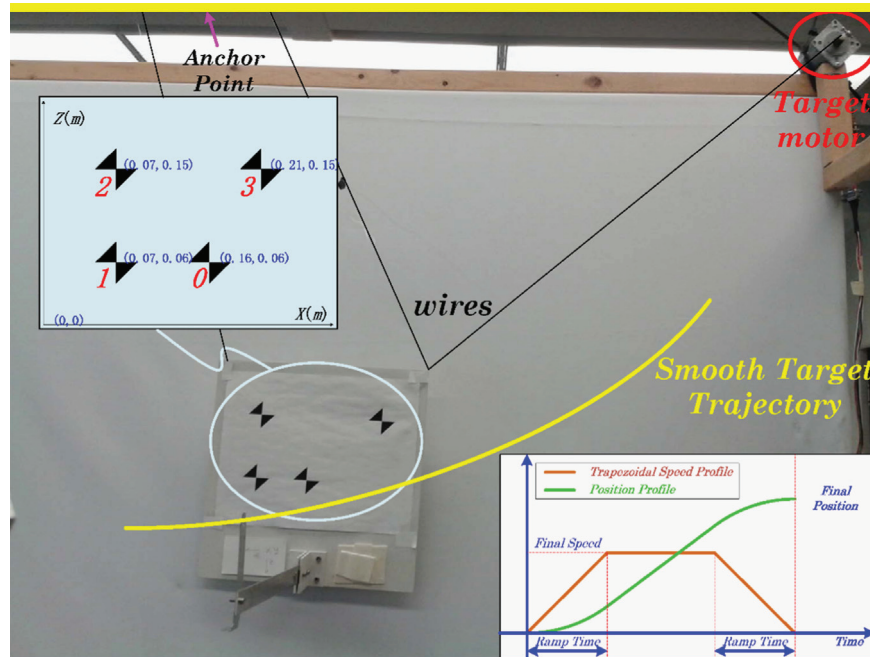 Anchor
Point
Target
motor
Z(m)
(0.07,0.15)
(0.21,0.15)
2
3
(0.07,0.06)
(0.16,0.06)
1
0
(0,0)
X(m)
wires
Smooth Target
Trajectory
Trapezoidal Speed Profile
Position Profile
Final
Position
Final Speed
Ramp Time
Ramp Time
Time